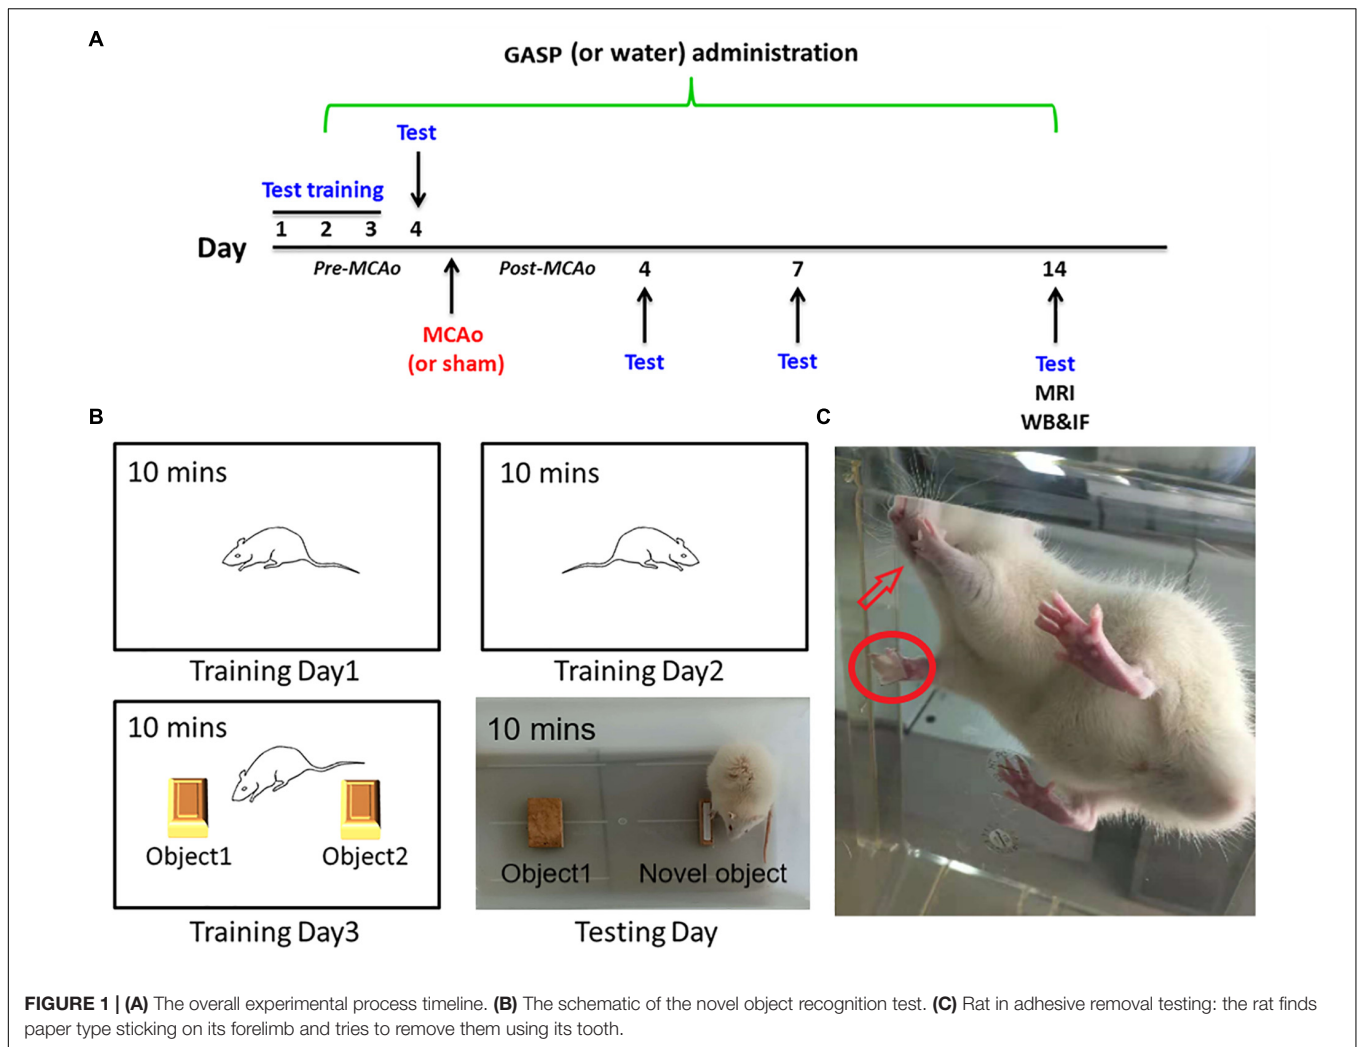 A
GASP (or water) administration
Test
Test training
1 2 3 4
Day
Pre-MCAo Post-MCAo 4 7 14
MCAo
(or sham)
Test Test Test
MRI
WB&IF
B
10 mins
10 mins
Training Day1
Training Day2
10 mins
Object1
Object2
Training Day3
10 mins
Object1
Novel object
Testing Day
C
FIGURE 1 | (A) The overall experimental process timeline. (B) The schematic of the novel object recognition test. (C) Rat in adhesive removal testing: the rat finds
paper type sticking on its forelimb and tries to remove them using its tooth.